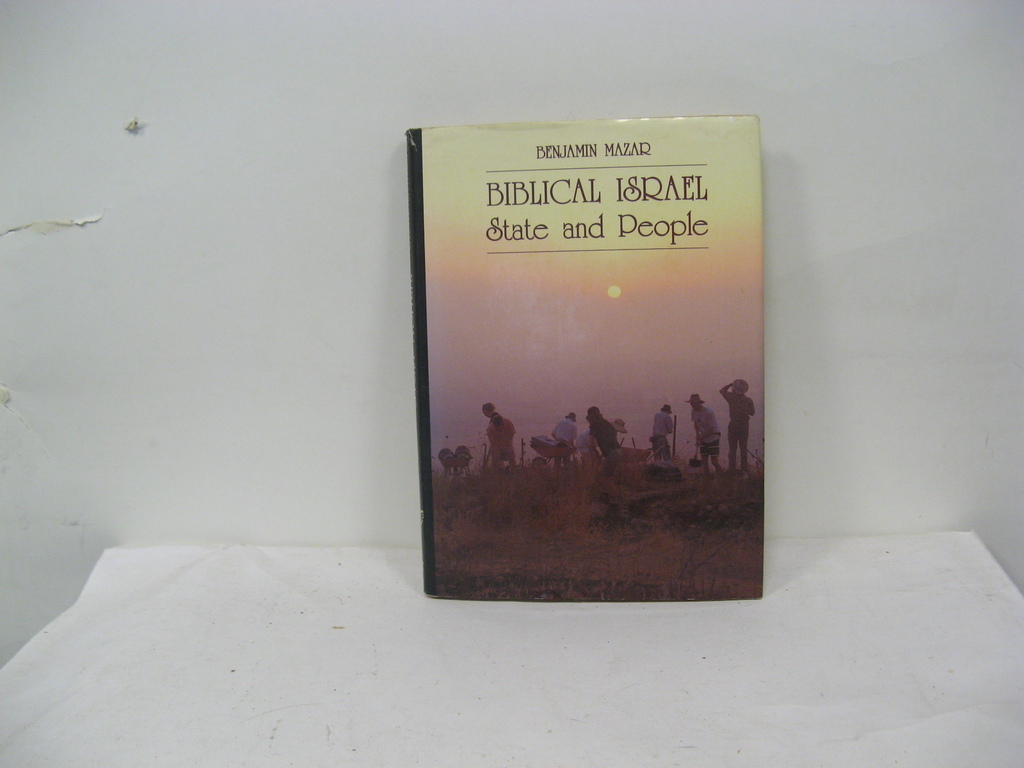 BENJAMIN MAZAR
BIBLICAL ISRAEL
State and People